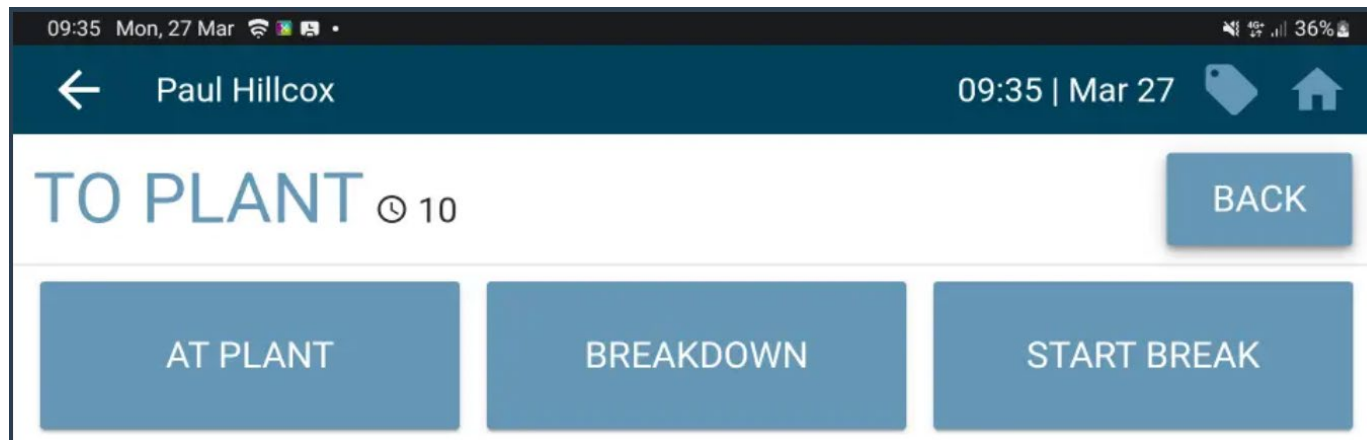 09:35 Mon, 27 Mar 4G+ 36%
Paul Hillcox 09:35 | Mar 27
TO PLANT 10 BACK
AT PLANT BREAKDOWN START BREAK